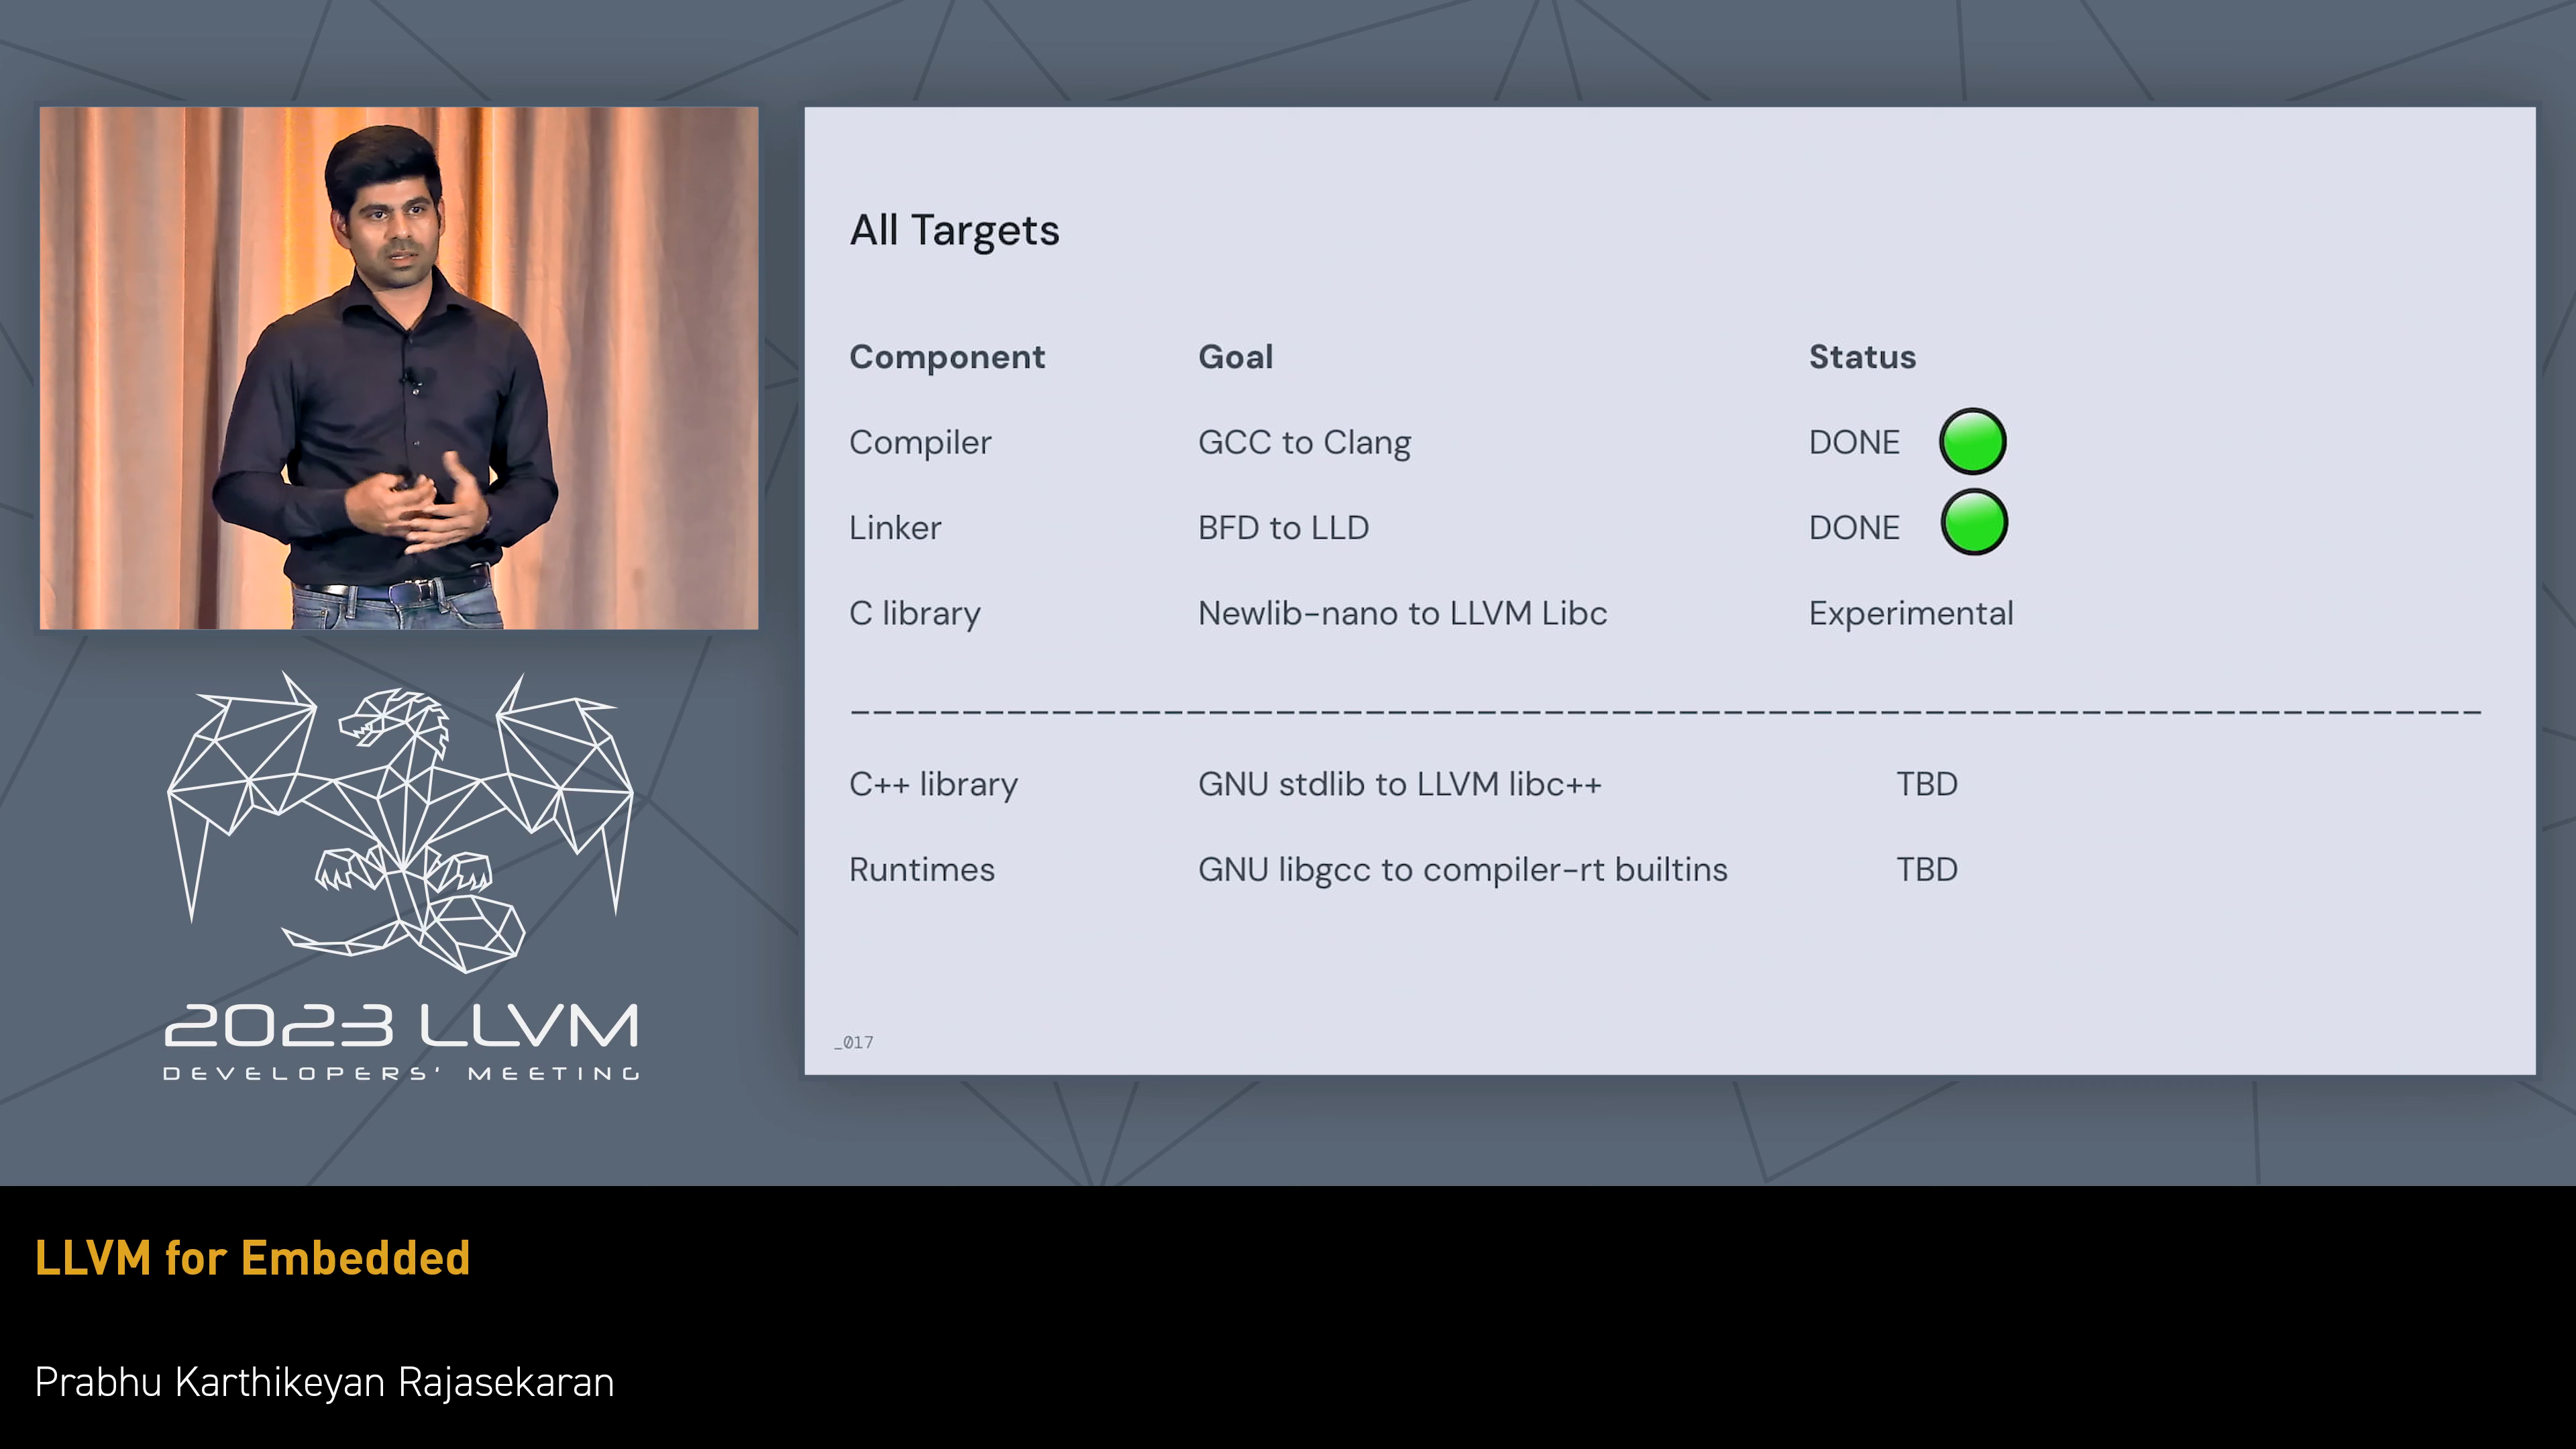 All Targets
Component Goal Status
Compiler GCC to Clang DONE
Linker BFD to LLD DONE
C library Newlib-nano to LLVM Libc Experimental
C++ library GNU stdlib to LLVM libc++ TBD
Runtimes GNU libgcc to compiler-rt builtins TBD
_017
2023 LLVM
DEVELOPERS' MEETING
LLVM for Embedded
Prabhu Karthikeyan Rajasekaran